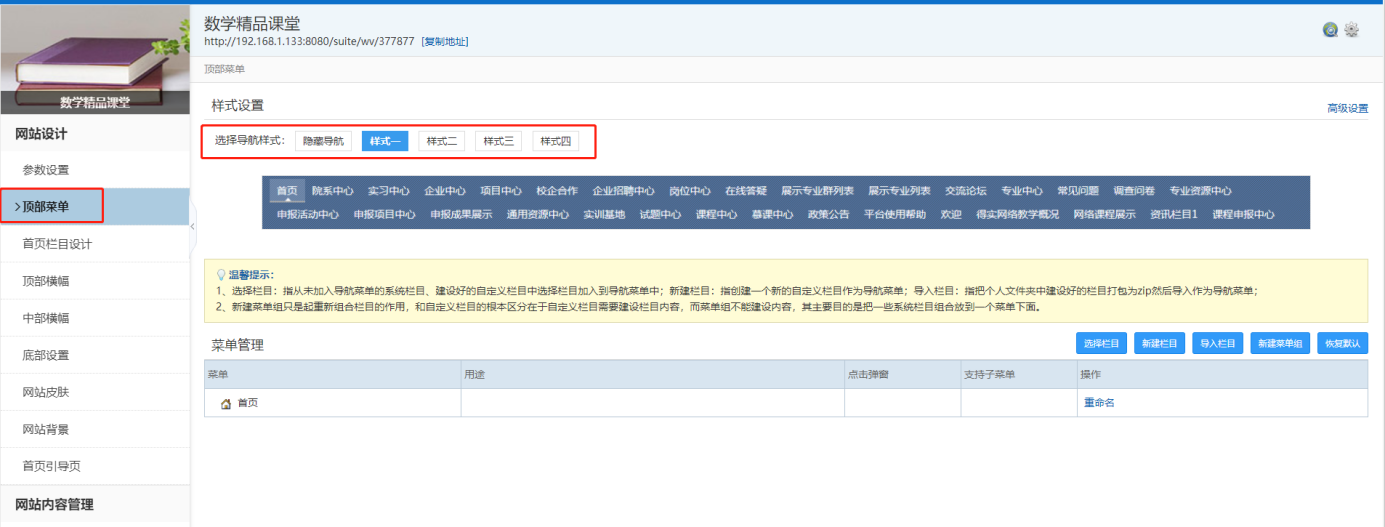 数学精品课堂
http://192.168.1.133:8080/suite/wv/377877 [复制地址]
数学精品课堂
顶部菜单
样式设置
高级设置
网站设计
选择导航样式： 隐藏导航 样式一 样式二 样式三 样式四
参数设置
首页 院系中心 实习中心 企业中心 项目中心 校企合作 企业招聘中心 岗位中心 在线答疑 展示专业群列表 展示专业列表 交流论坛 专业中心 常见问题 调查问卷 专业资源中心
顶部菜单
申报活动中心 申报项目中心 申报成果展示 通用资源中心 实训基地 试题中心 课程中心 慕课中心 政策公告 平台使用帮助 欢迎 得实网络教学概况 网络课程展示 资讯栏目1 课程申报中心
首页栏目设计
顶部横幅
中部横幅
底部设置
网站皮肤
网站背景
首页引导页
网站内容管理
温馨提示：
1、选择栏目：指从未加入导航菜单的系统栏目、建设好的自定义栏目中选择栏目加入到导航菜单中；新建栏目：指创建一个新的自定义栏目作为导航菜单；导入栏目：指把个人文件夹中建设好的栏目打包为zip然后导入作为导航菜单；
2、新建菜单组只是起重新组合栏目的作用，和自定义栏目的根本区分在于自定义栏目需要建设栏目内容，而菜单组不能建设内容，其主要目的是把一些系统栏目组合放到一个菜单下面。
菜单管理
选择栏目 新建栏目 导入栏目 新建菜单组 恢复默认
菜单 用途 点击弹窗 支持子菜单 操作
首页 重命名